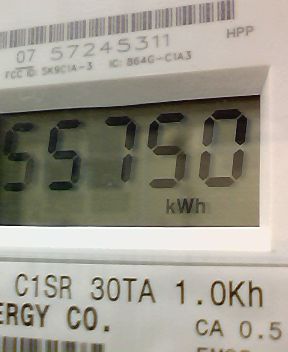 07 57245311
HPP
FCC ID: SK9C1A-3 IC: 864G-C1A3
55750
kWh
C1SR 30TA 1.0Kh
ERGY CO.
CA 0.5